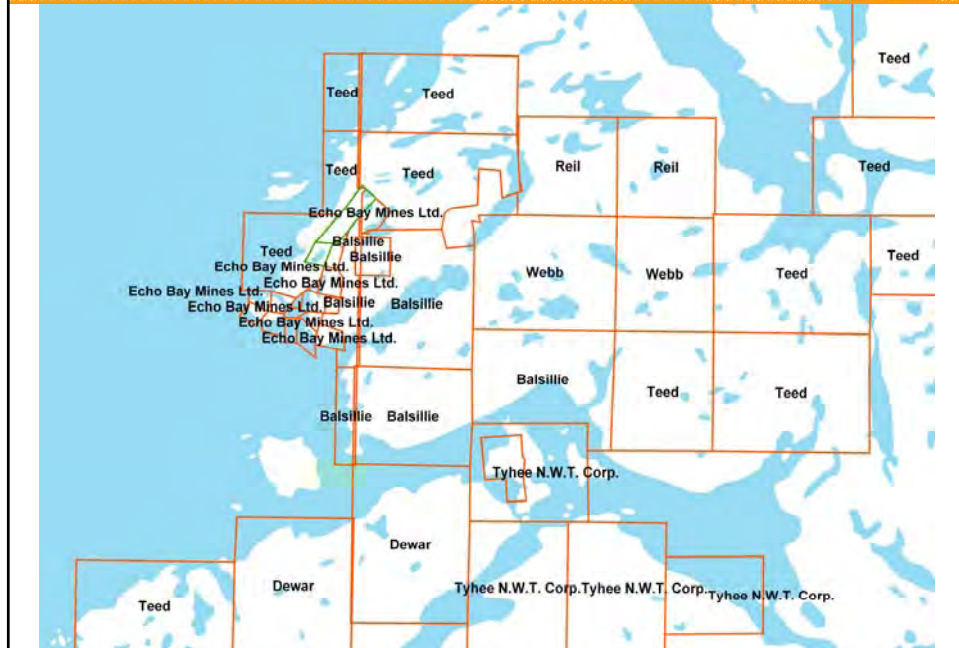 Teed
Teed
Teed
Teed
Teed
Reil
Reil
Teed
Echo Bay Mines Ltd.
Balsillie
Teed
Balsillie
Teed
Echo Bay Mines Ltd.
Webb
Webb
Teed
Echo Bay Mines Ltd.
Echo Bay Mines Ltd.
Echo Bay Mines Ltd.
Balsillie
Balsillie
Echo Bay Mines Ltd.
Echo Bay Mines Ltd.
Balsillie
Teed
Teed
Balsillie
Balsillie
Tyhee N.W.T. Corp.
Dewar
Dewar
Tyhee N.W.T. Corp.
Tyhee N.W.T. Corp.
Tyhee N.W.T. Corp.
Teed